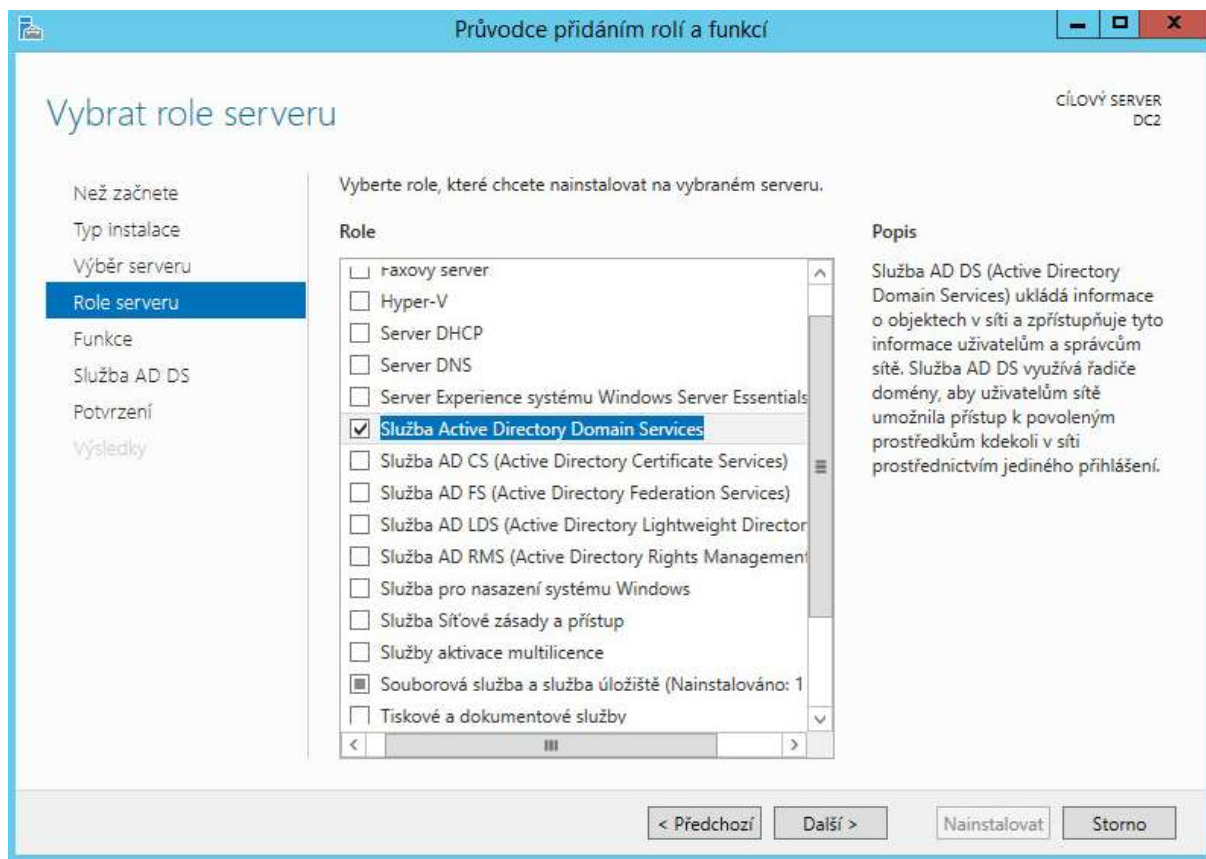 Průvodce přidáním rolí a funkcí
Vybrat role serveru
CÍLOVÝ SERVER
DC2
Než začnete
Typ instalace
Výběr serveru
Role serveru
Funkce
Služba AD DS
Potvrzení
Výsledky
Vyberte role, které chcete nainstalovat na vybraném serveru.
Role
Faxový server
Hyper-V
Server DHCP
Server DNS
Server Experience systému Windows Server Essentials
Služba Active Directory Domain Services
Služba AD CS (Active Directory Certificate Services)
Služba AD FS (Active Directory Federation Services)
Služba AD LDS (Active Directory Lightweight Director
Služba AD RMS (Active Directory Rights Management
Služba pro nasazení systému Windows
Služba Síťové zásady a přístup
Služby aktivace multilicence
Souborová služba a služba úložiště (Nainstalováno: 1
Tiskové a dokumentové služby
Popis
Služba AD DS (Active Directory
Domain Services) ukládá informace
o objektech v síti a zpřístupňuje tyto
informace uživatelům a správcům
sítě. Služba AD DS využívá řadiče
domény, aby uživatelům sítě
umožnila přístup k povoleným
prostředkům kdekoli v síti
prostřednictvím jediného přihlášení.
< Předchozí
Další >
Nainstalovat
Storno